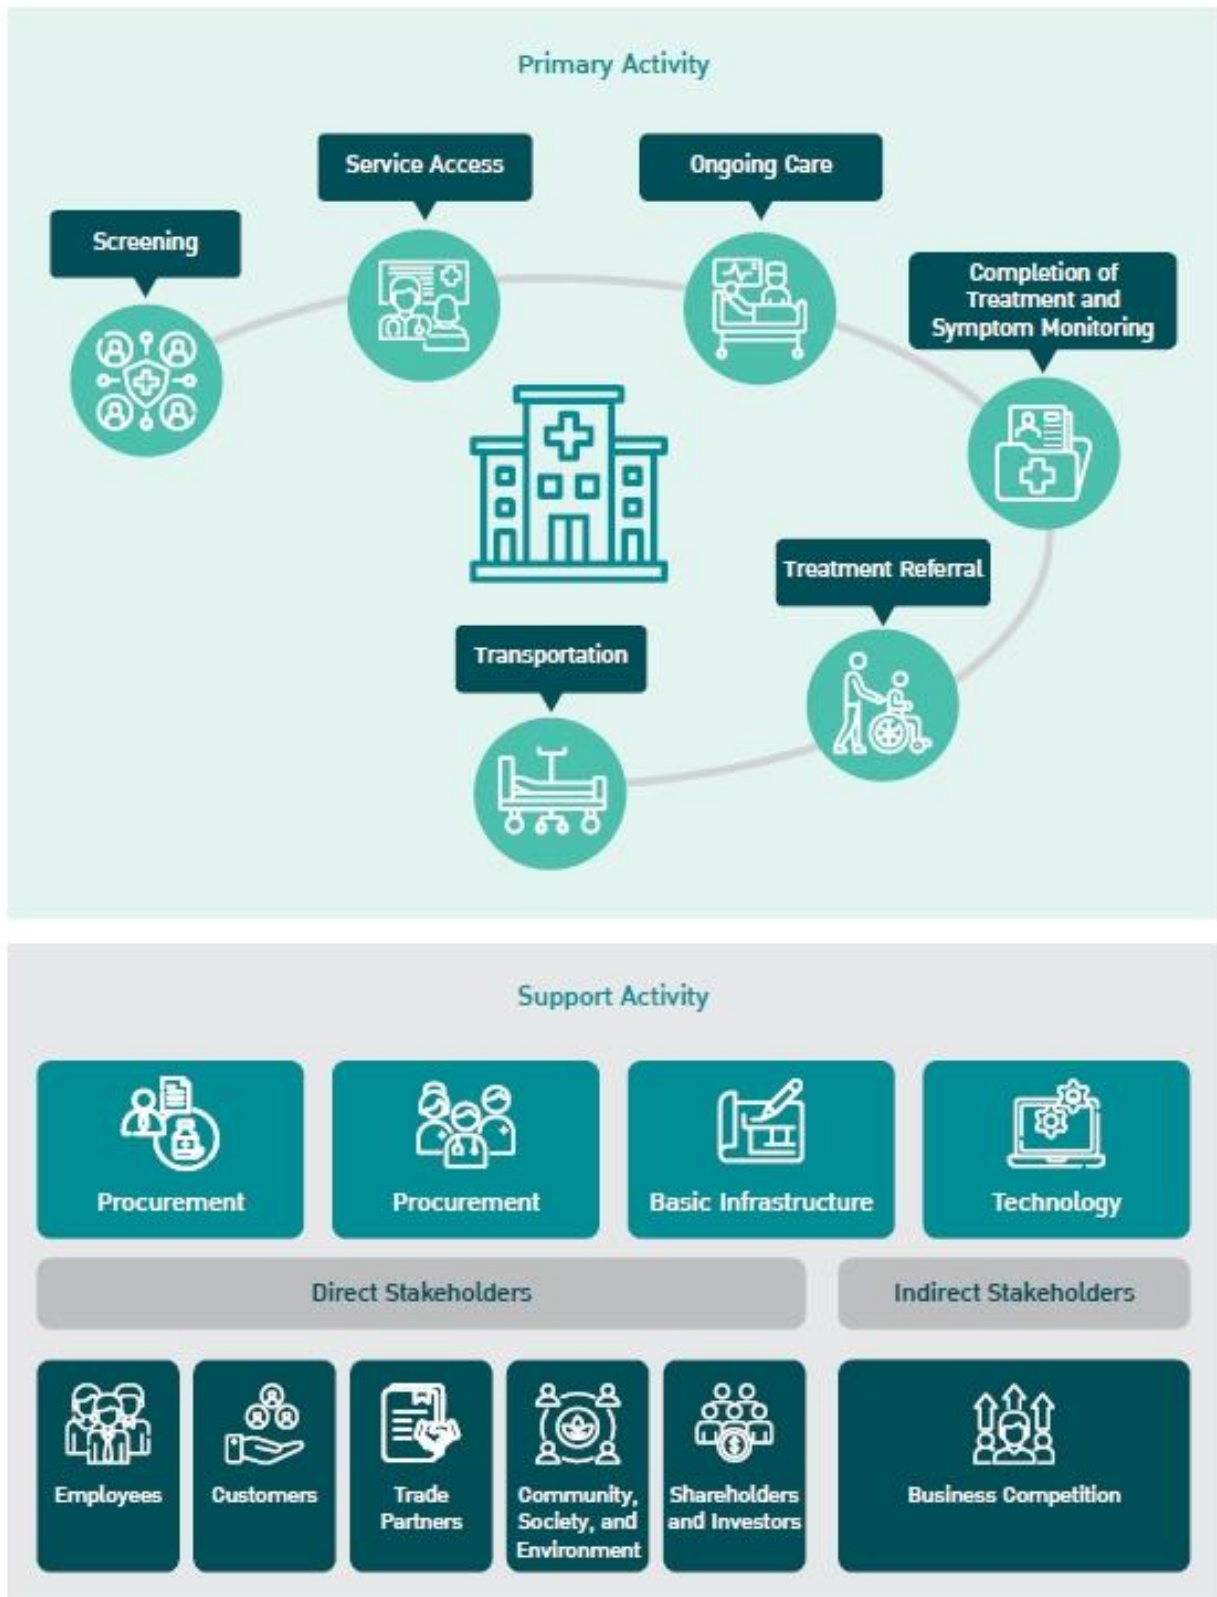 Primary Activity
Service Access
Ongoing Care
Screening
Completion of
Treatment and
Symptom Monitoring
Treatment Referral
Transportation
Support Activity
Procurement
Procurement
Basic Infrastructure
Technology
Direct Stakeholders
Indirect Stakeholders
Employees
Customers
Trade
Partners
Community,
Society, and
Environment
Shareholders
and Investors
Business Competition